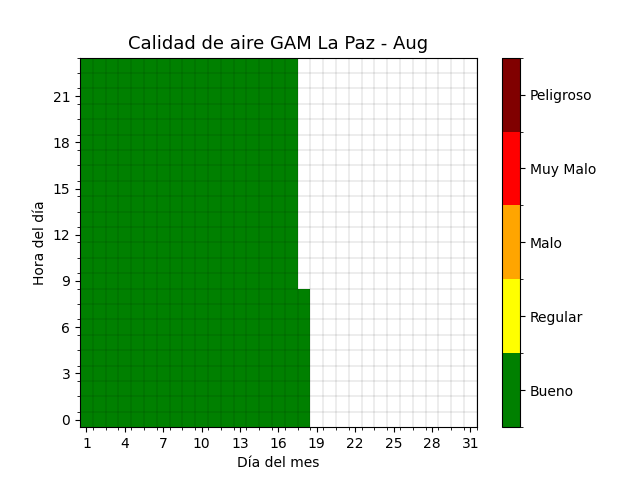 Calidad de aire GAM La Paz - Aug
Hora del día
21
18
15
12
9
6
3
0
1 4 7 10 13 16 19 22 25 28 31
Día del mes
Peligroso
Muy Malo
Malo
Regular
Bueno